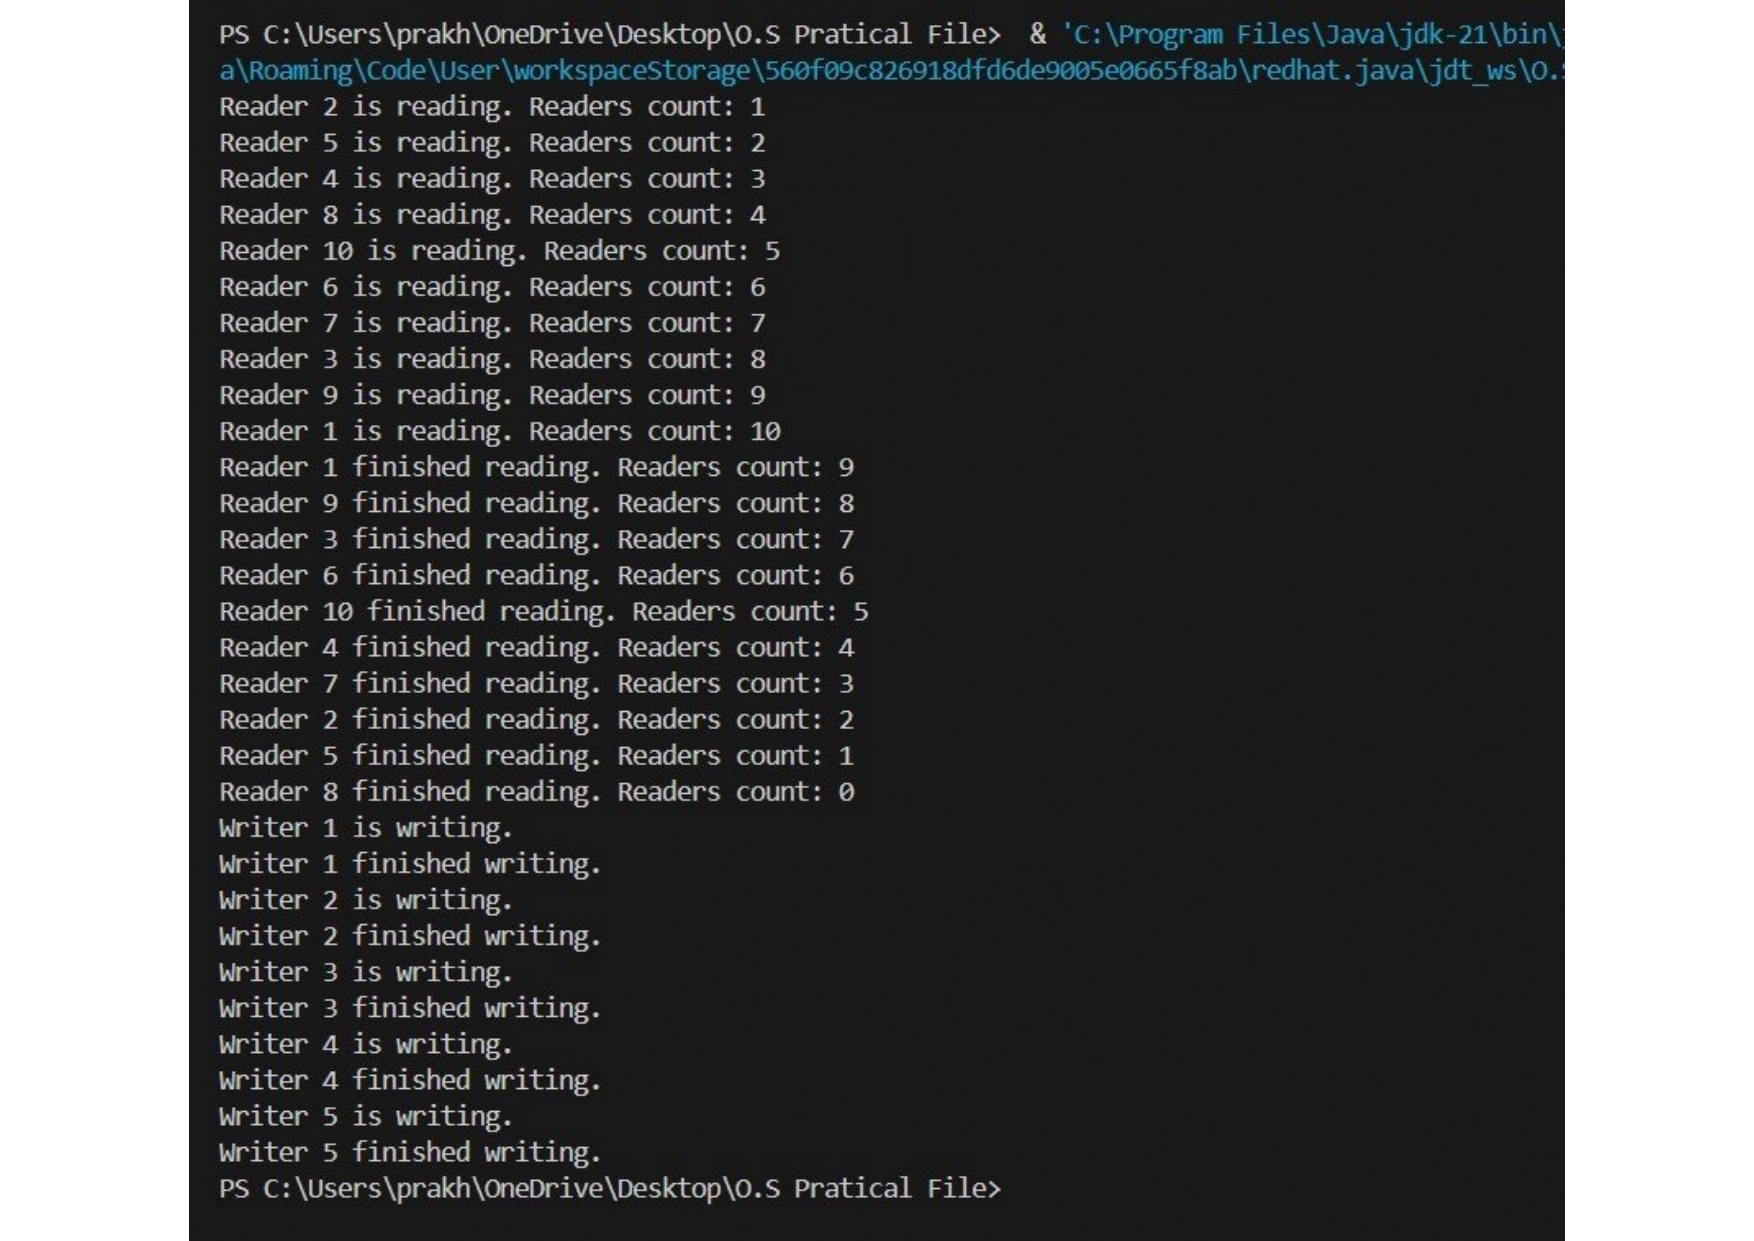 PS C:\Users\prakh\OneDrive\Desktop\O.S Pratical File>  & 'C:\Program Files\Java\jdk-21\bin\
a\Roaming\Code\User\workspaceStorage\560f09c826918dfd6de9005e0665f8ab\redhat.java\jdt_ws\O.
Reader 2 is reading. Readers count: 1
Reader 5 is reading. Readers count: 2
Reader 4 is reading. Readers count: 3
Reader 8 is reading. Readers count: 4
Reader 10 is reading. Readers count: 5
Reader 6 is reading. Readers count: 6
Reader 7 is reading. Readers count: 7
Reader 3 is reading. Readers count: 8
Reader 9 is reading. Readers count: 9
Reader 1 is reading. Readers count: 10
Reader 1 finished reading. Readers count: 9
Reader 9 finished reading. Readers count: 8
Reader 3 finished reading. Readers count: 7
Reader 6 finished reading. Readers count: 6
Reader 10 finished reading. Readers count: 5
Reader 4 finished reading. Readers count: 4
Reader 7 finished reading. Readers count: 3
Reader 2 finished reading. Readers count: 2
Reader 5 finished reading. Readers count: 1
Reader 8 finished reading. Readers count: 0
Writer 1 is writing.
Writer 1 finished writing.
Writer 2 is writing.
Writer 2 finished writing.
Writer 3 is writing.
Writer 3 finished writing.
Writer 4 is writing.
Writer 4 finished writing.
Writer 5 is writing.
Writer 5 finished writing.
PS C:\Users\prakh\OneDrive\Desktop\O.S Pratical File>